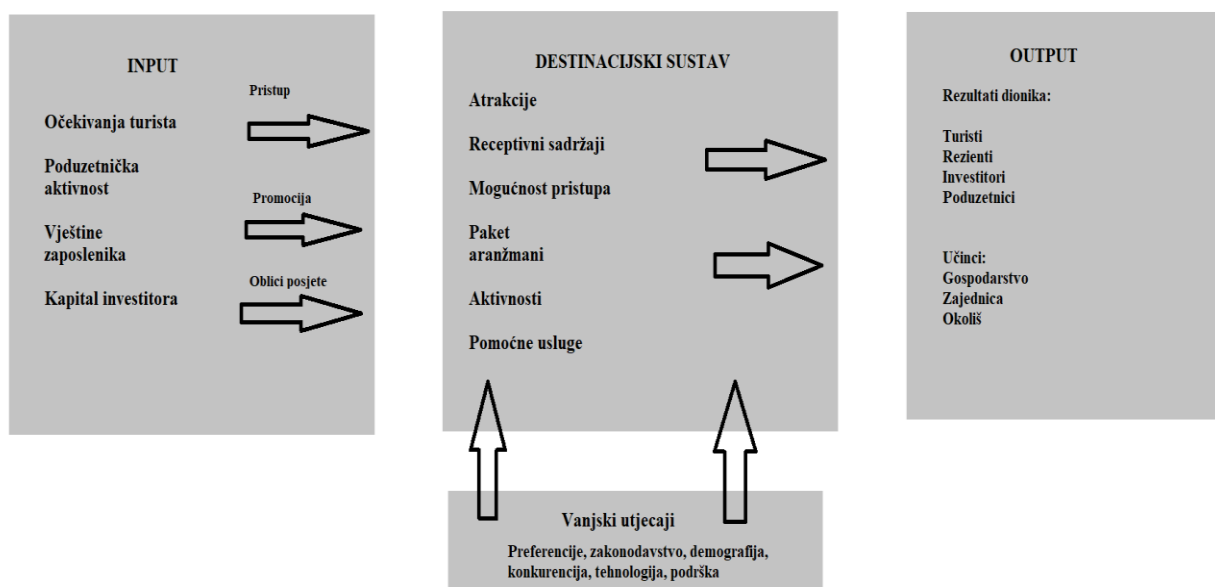 INPUT
Pristup
Očekivanja turista
Poduzetnička
aktivnost
Promocija
Vještine
zaposlenika
Oblici posjete
Kapital investitora
DESTINACIJSKI SUSTAV
Atrakcije
Receptivni sadržaji
Mogućnost pristupa
Paket
aranžmani
Aktivnosti
Pomoćne usluge
OUTPUT
Rezultati dionika:
Turisti
Rezienti
Investitori
Poduzetnici
Učinci:
Gospodarstvo
Zajednica
Okoliš
Vanjski utjecaji
Preferencije, zakonodavstvo, demografija,
konkurencija, tehnologija, podrška